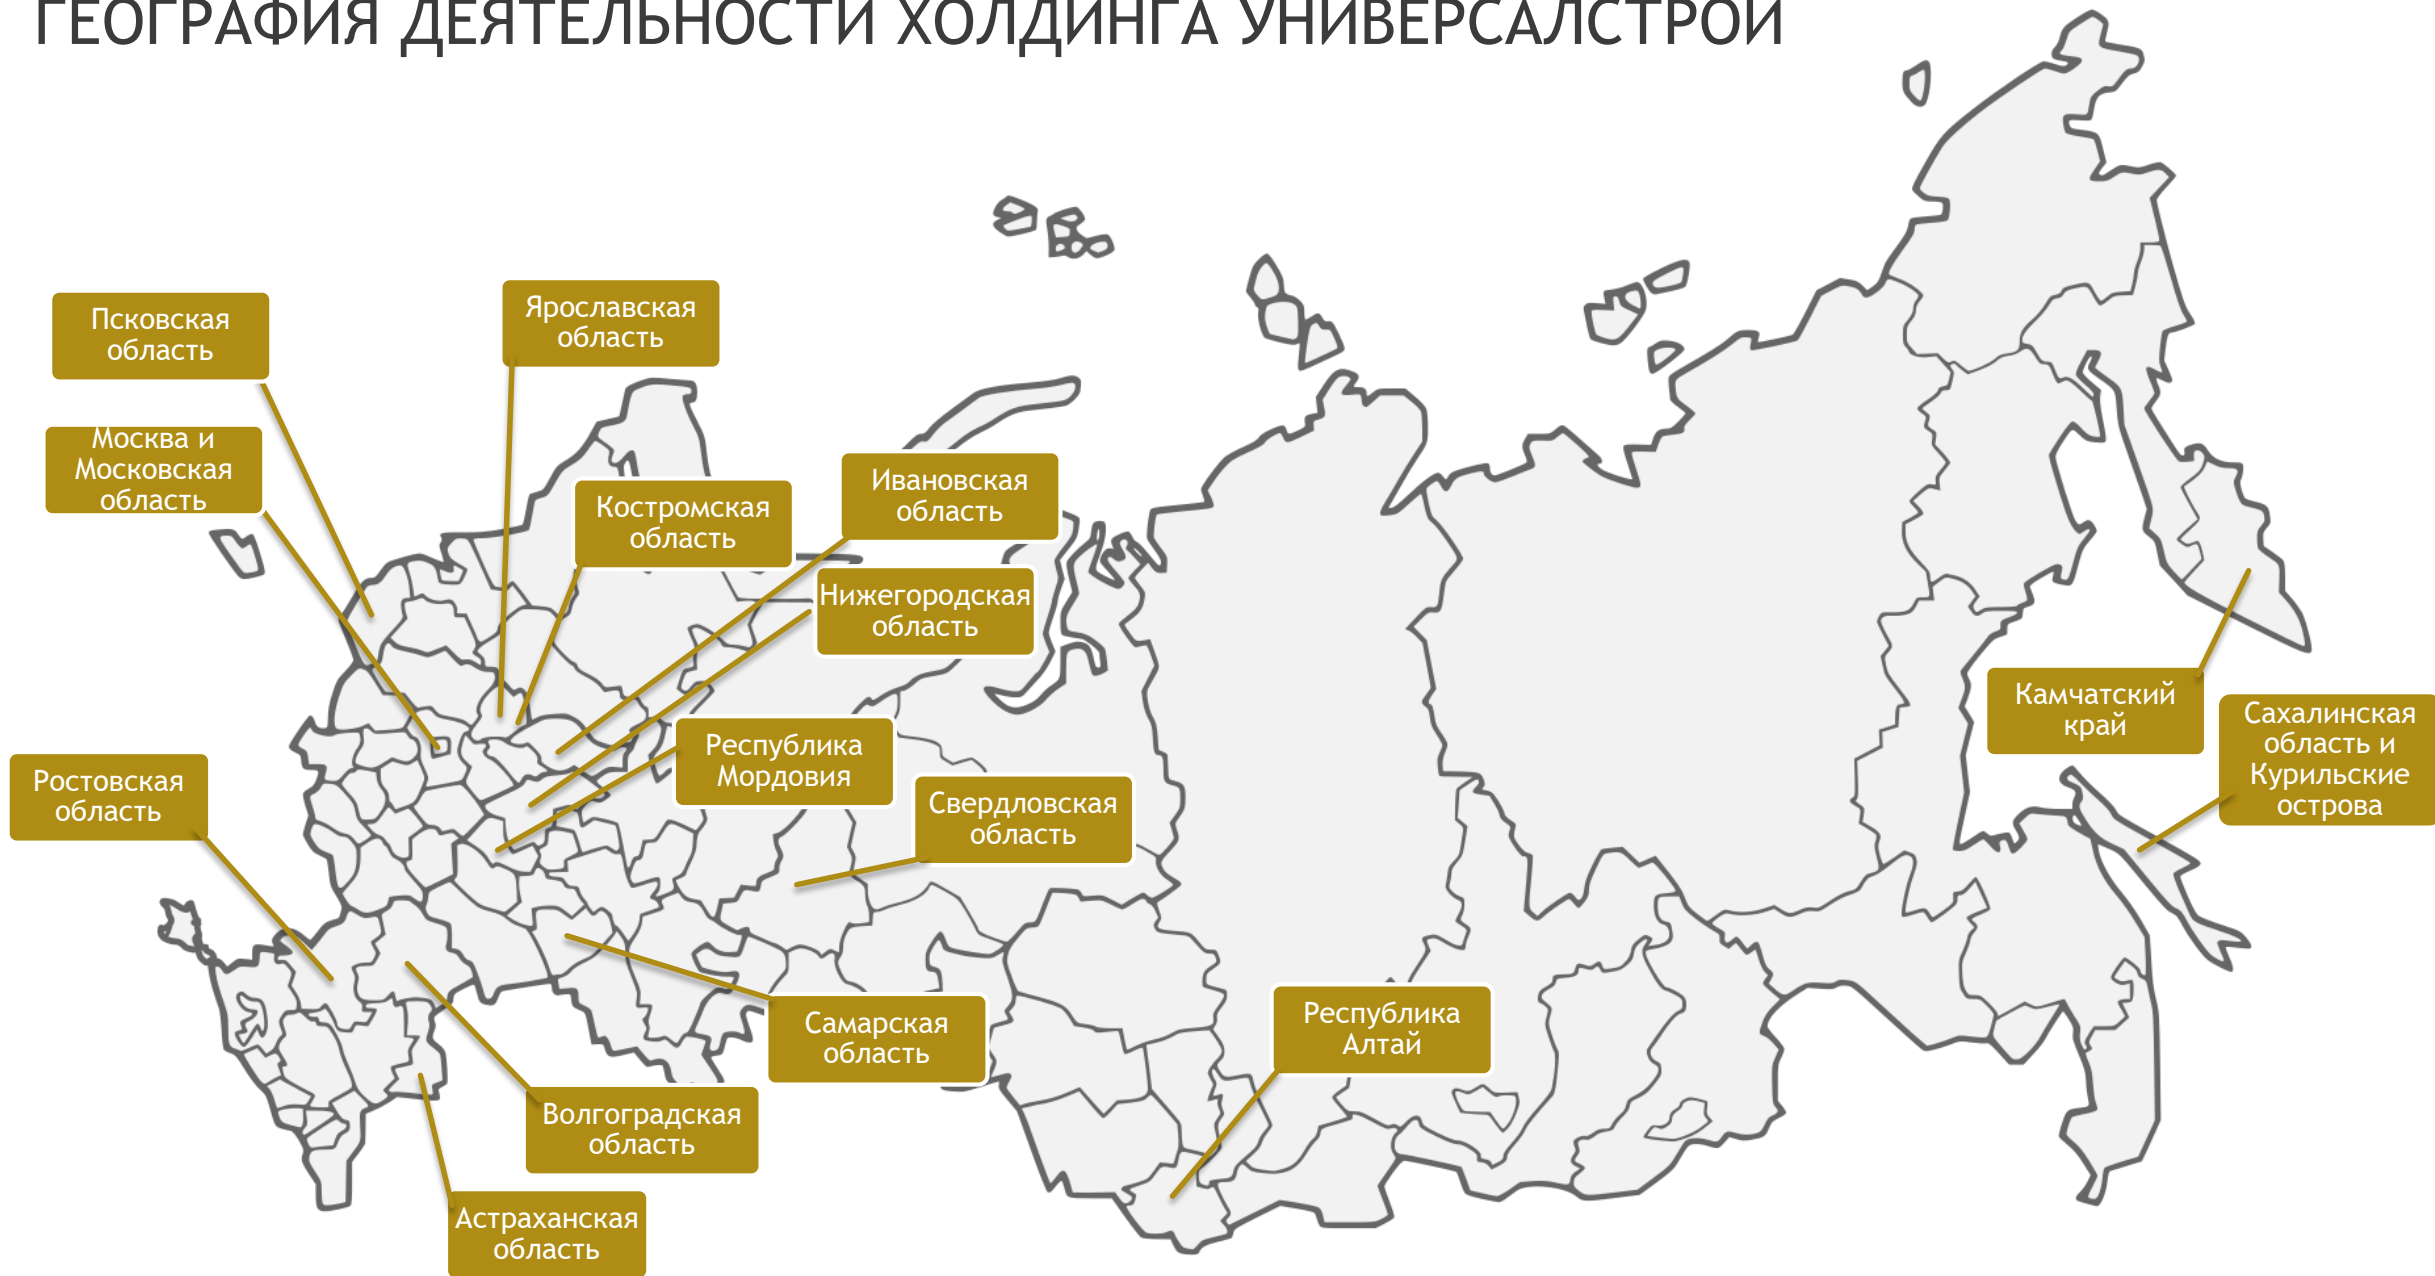 ГЕОГРАФИЯ ДЕЯТЕЛЬНОСТИ ХОЛДИНГА УНИВЕРСАЛСТРОЙ
Псковская
область
Ярославская
область
Москва и
Московская
область
Костромская
область
Ивановская
область
Нижегородская
область
Республика
Мордовия
Свердловская
область
Ростовская
область
Камчатский
край
Сахалинская
область и
Курильские
острова
Самарская
область
Республика
Алтай
Волгоградская
область
Астраханская
область